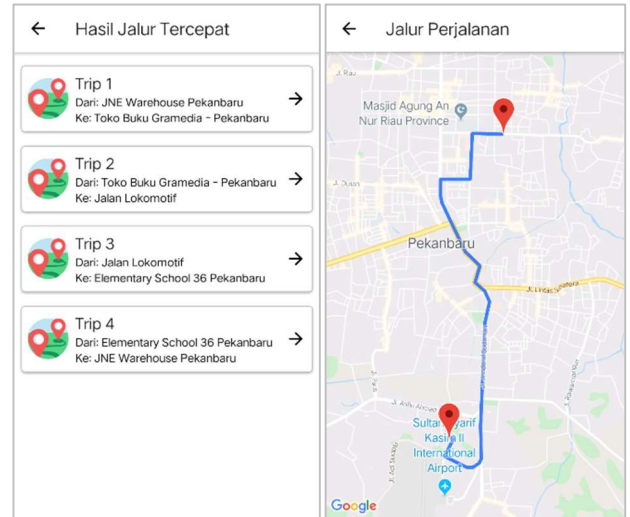 Hasil Jalur Tercepat
Trip 1
Dari: JNE Warehouse Pekanbaru
Ke: Toko Buku Gramedia - Pekanbaru
Trip 2
Dari: Toko Buku Gramedia - Pekanbaru
Ke: Jalan Lokomotif
Trip 3
Dari: Jalan Lokomotif
Ke: Elementary School 36 Pekanbaru
Trip 4
Dari: Elementary School 36 Pekanbaru
Ke: JNE Warehouse Pekanbaru
Jalur Perjalanan
J. Riau
Masjid Agung An
Nur Riau Province
Pekanbaru
Kasim II
International
Airport
Google